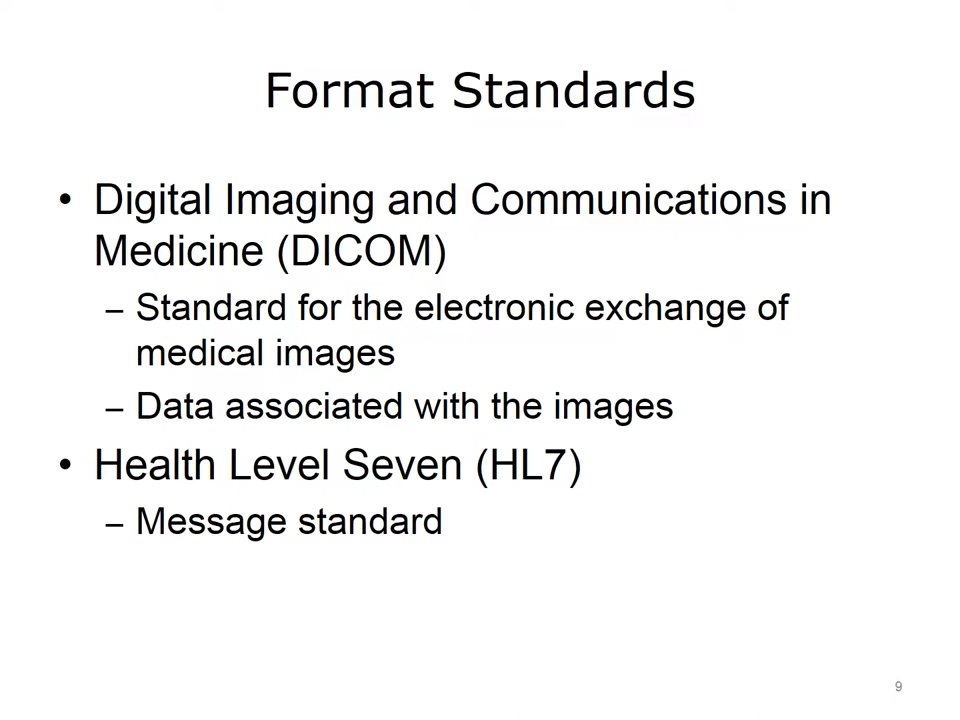 Format Standards
• Digital Imaging and Communications in
Medicine (DICOM)
– Standard for the electronic exchange of
medical images
– Data associated with the images
• Health Level Seven (HL7)
– Message standard
9